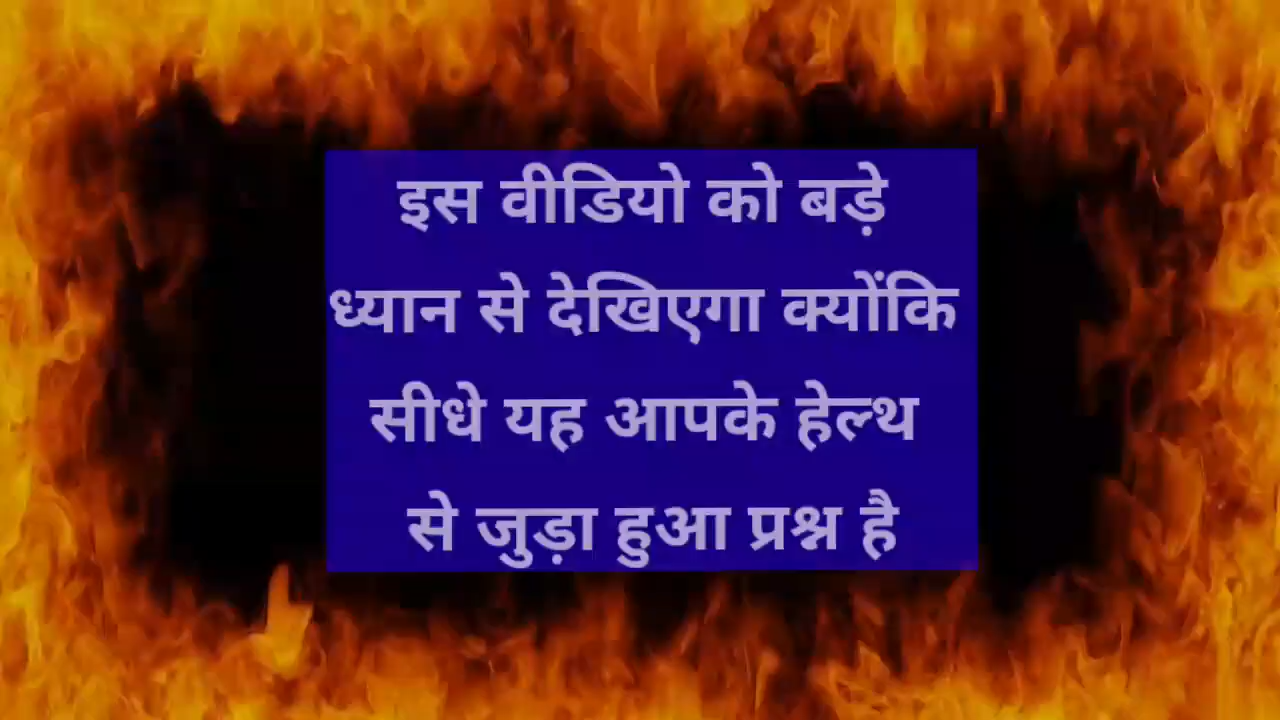 इस वीडियो को बड़े
ध्यान से देखिएगा क्योंकि
सीधे यह आपके हेल्थ
से जुड़ा हुआ प्रश्न है